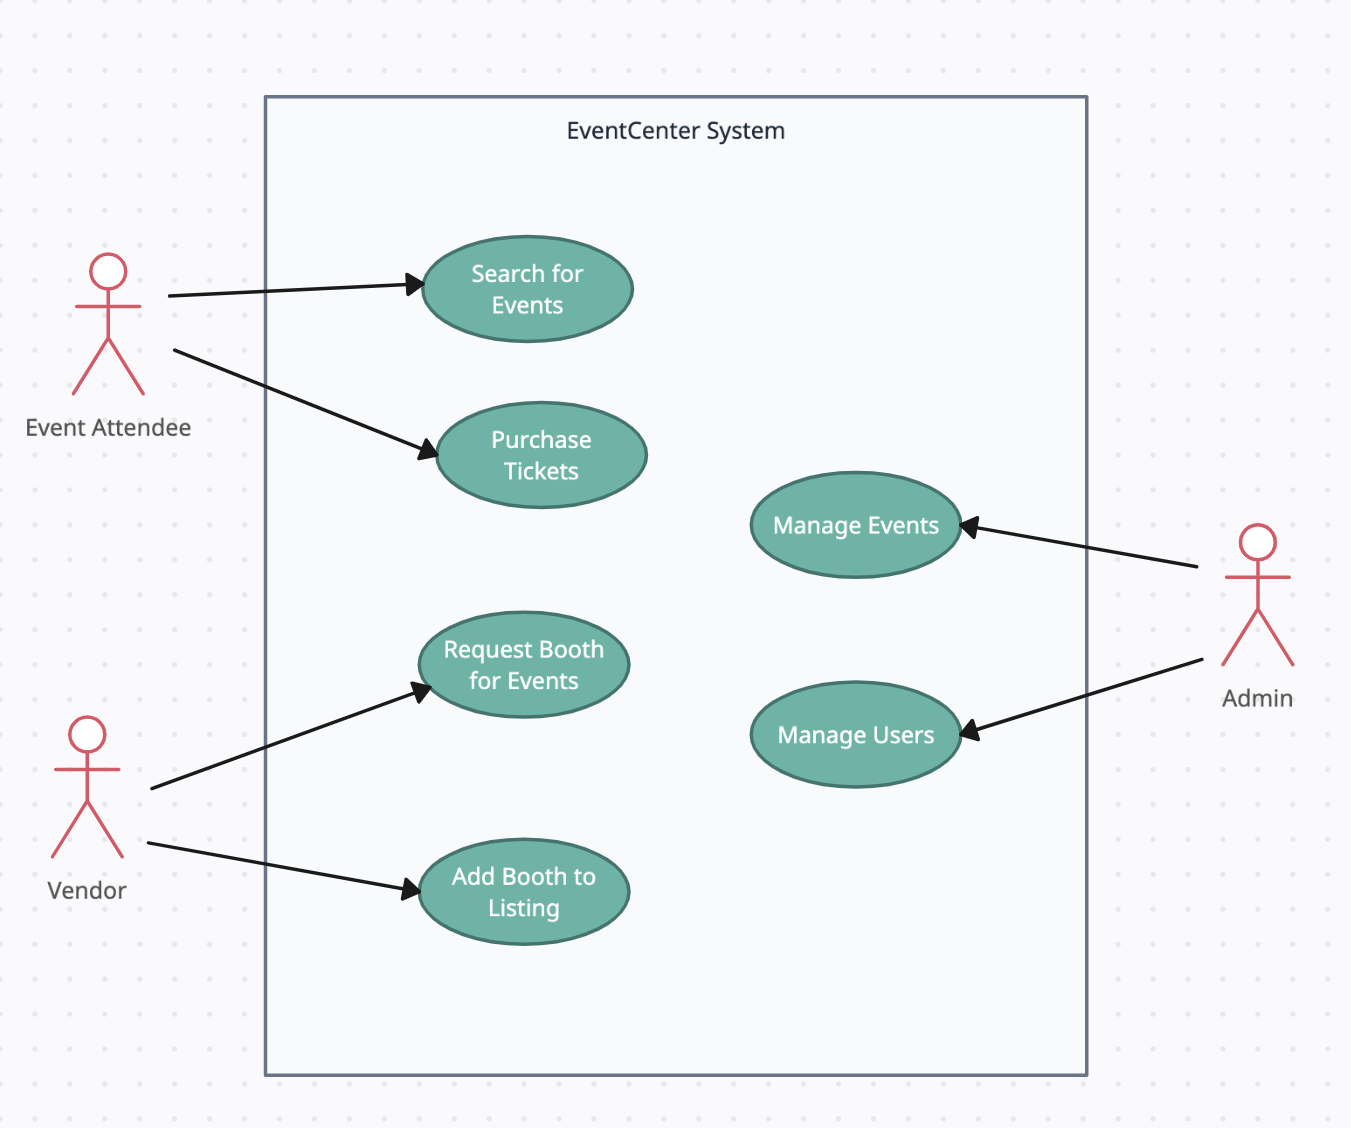 EventCenter System
Search for
Events
Event Attendee
Purchase
Tickets
Manage Events
Request Booth
for Events
Admin
Manage Users
Vendor
Add Booth to
Listing